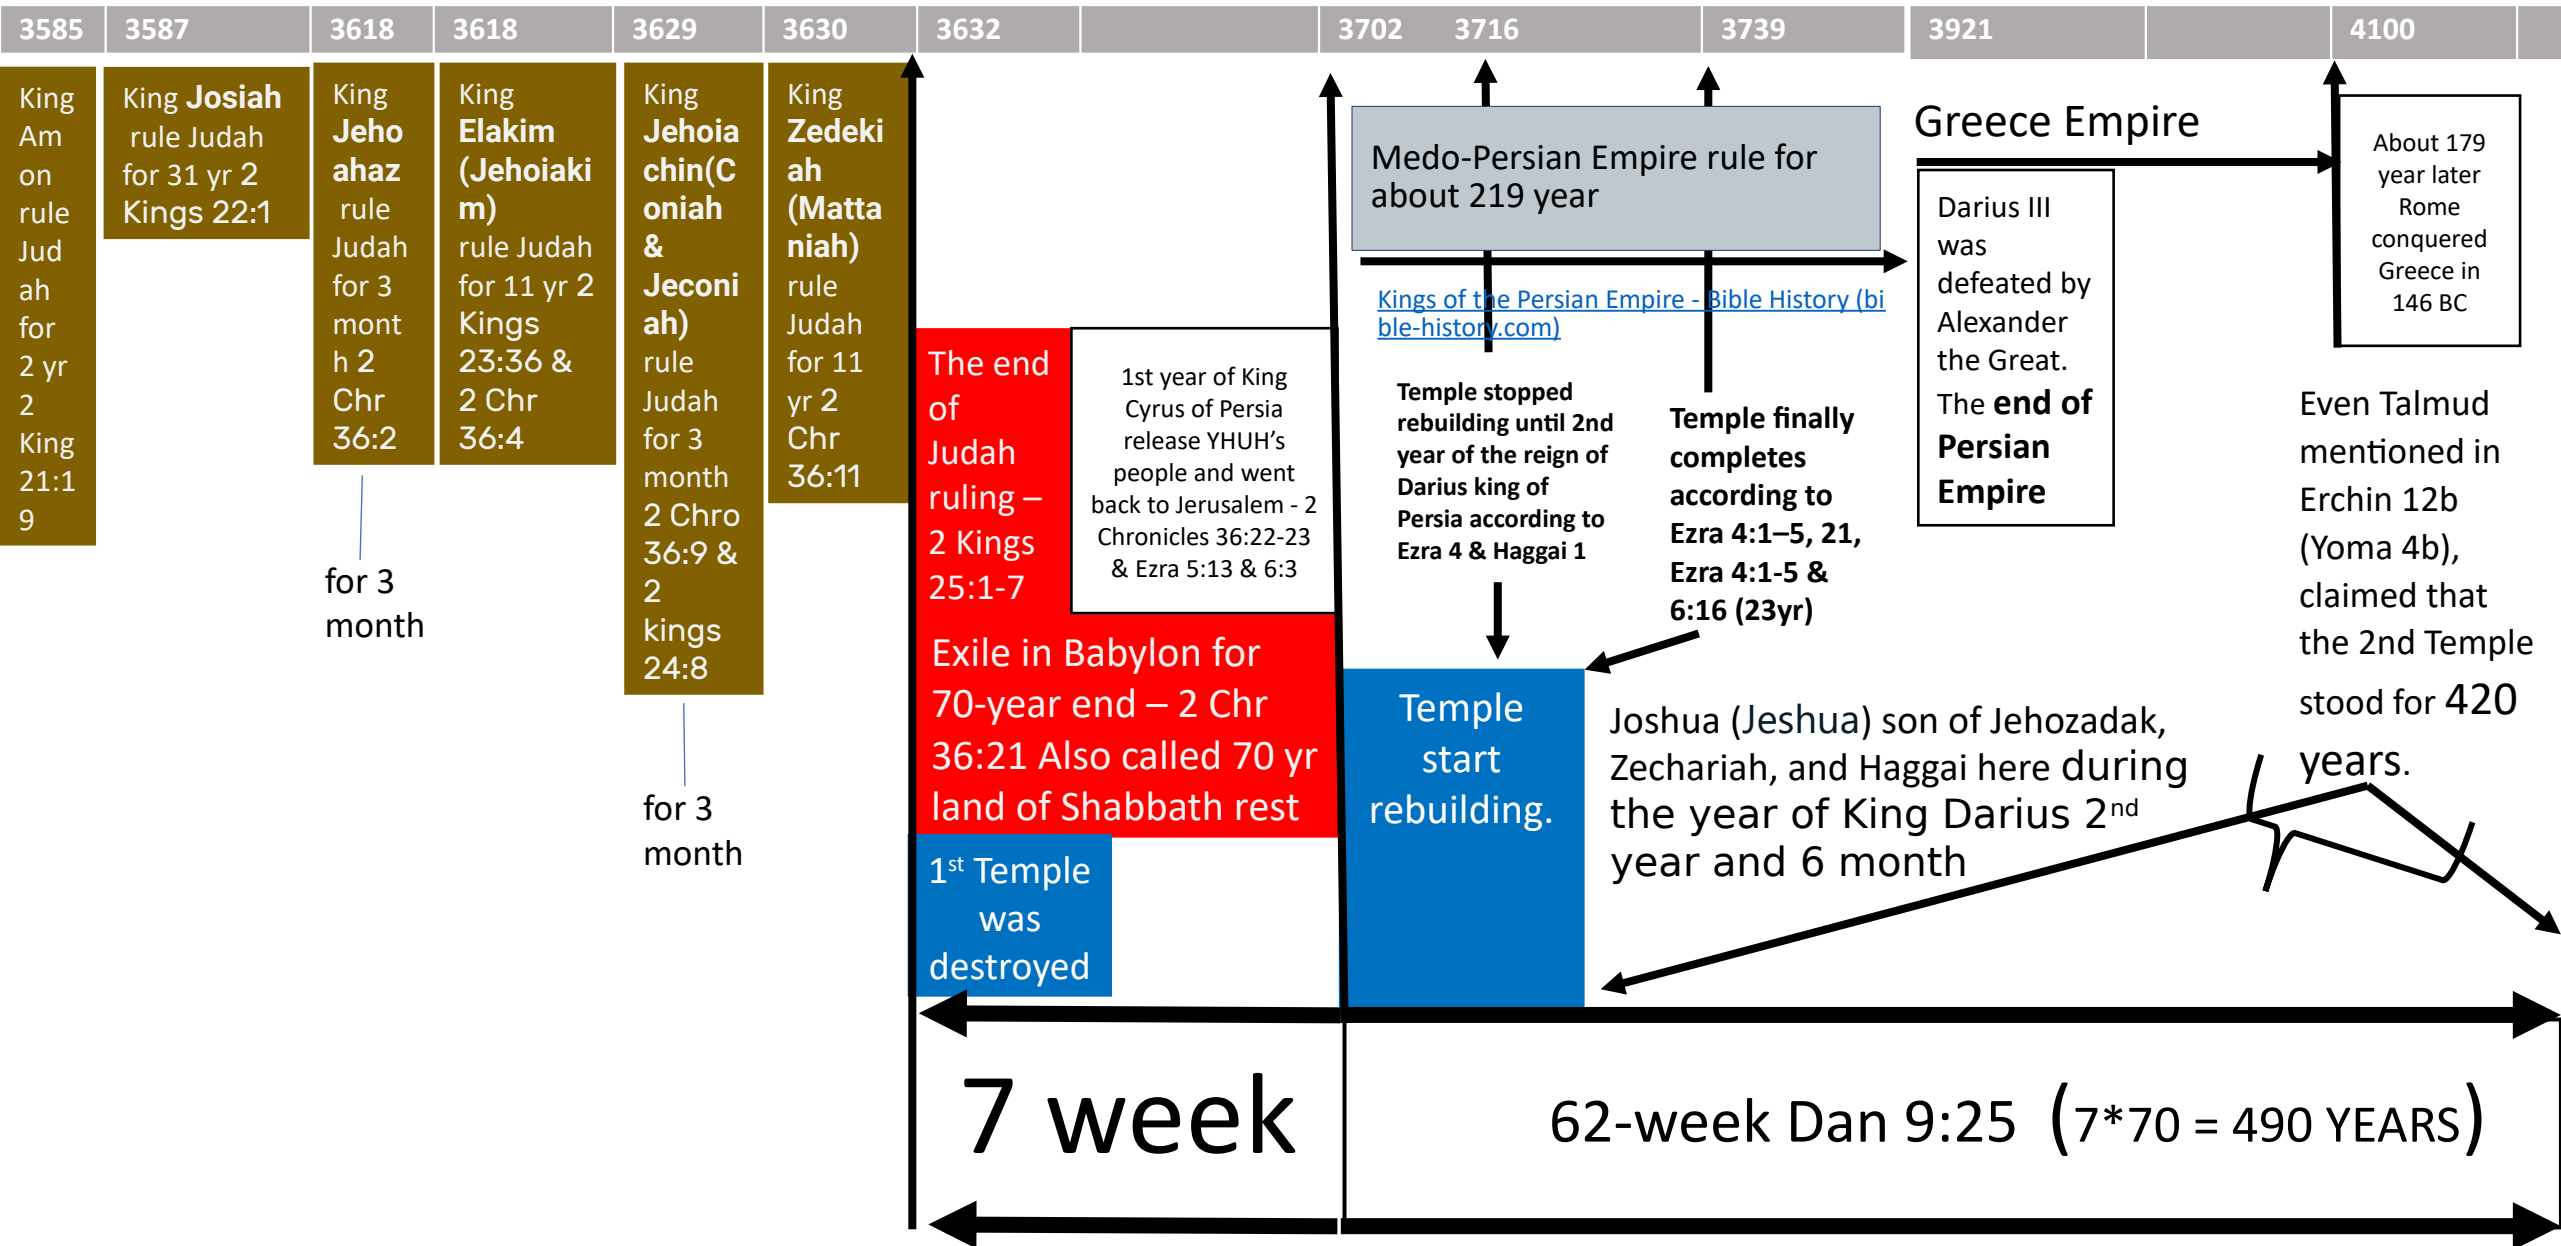 3585 3587 3618 3618 3629 3630 3632 3702 3716 3739 3921 4100
King
Am
on
rule
Jud
ah
for
2 yr
2
King
21:1
9
King Josiah
rule Judah
for 31 yr 2
Kings 22:1
King
Jeho
ahaz
rule
Judah
for 3
mont
h 2
Chr
36:2
for 3
month
King
Elakim
(Jehoiaki
m)
rule Judah
for 11 yr 2
Kings
23:36 &
2 Chr
36:4
King
Jehoia
chin(C
oniah
&
Jeconi
ah)
rule
Judah
for 3
month
2 Chro
36:9 &
2
kings
24:8
for 3
month
King
Zedeki
ah
(Matta
niah)
rule
Judah
for 11
yr 2
Chr
36:11
The end
of
Judah
ruling –
2 Kings
25:1-7
1st year of King
Cyrus of Persia
release YHUH’s
people and went
back to Jerusalem - 2
Chronicles 36:22-23
& Ezra 5:13 & 6:3
Exile in Babylon for
70-year end – 2 Chr
36:21 Also called 70 yr
land of Shabbath rest
1st Temple
was
destroyed
Medo-Persian Empire rule for
about 219 year
Kings of the Persian Empire - Bible History (bi
ble-history.com)
Temple stopped
rebuilding until 2nd
year of the reign of
Darius king of
Persia according to
Ezra 4 & Haggai 1
Temple finally
completes
according to
Ezra 4:1–5, 21,
Ezra 4:1-5 &
6:16 (23yr)
Temple
start
rebuilding.
Joshua (Jeshua) son of Jehozadak,
Zechariah, and Haggai here during
the year of King Darius 2nd
year and 6 month
Greece Empire
Darius III
was
defeated by
Alexander
the Great.
The end of
Persian
Empire
About 179
year later
Rome
conquered
Greece in
146 BC
Even Talmud
mentioned in
Erchin 12b
(Yoma 4b),
claimed that
the 2nd Temple
stood for 420
years.
7 week
62-week Dan 9:25 (7*70 = 490 YEARS)